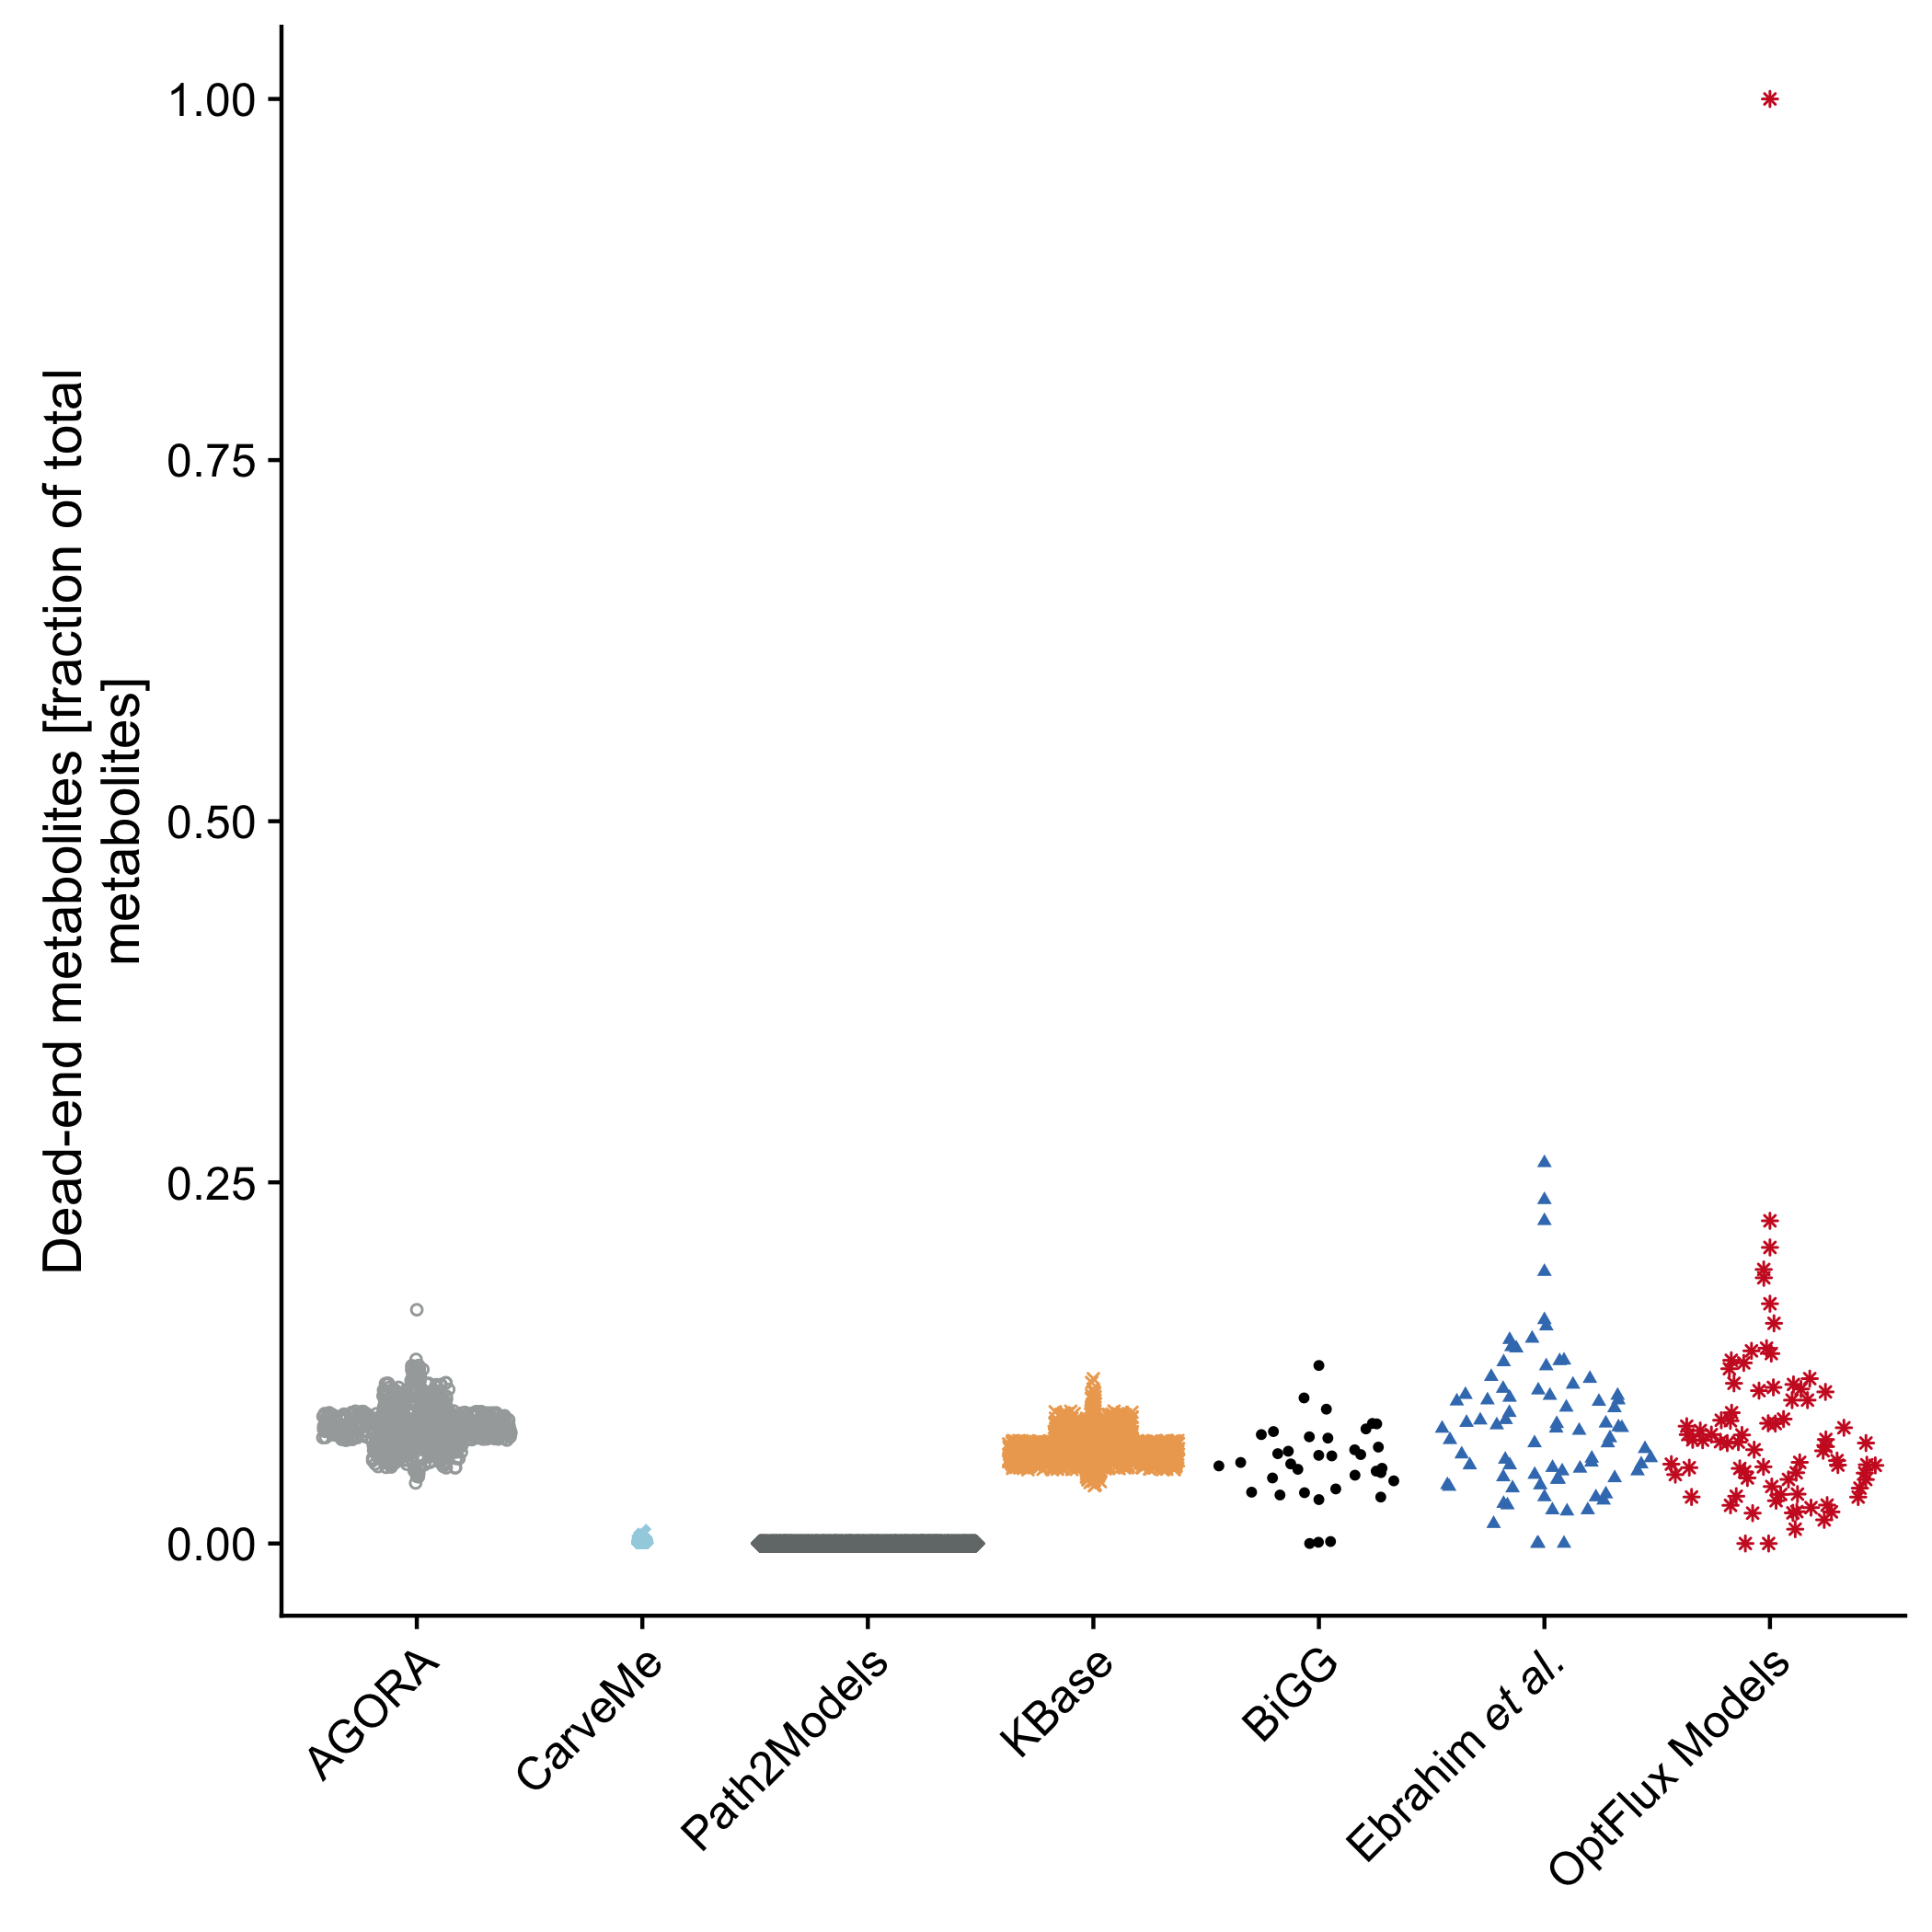 Dead-end metabolites [fraction of total
metabolites]
1.00
0.75
0.50
0.25
0.00
AGORA
CarveMe
Path2Models
KBase
BiGG
Ebrahim et al.
OptFlux Models